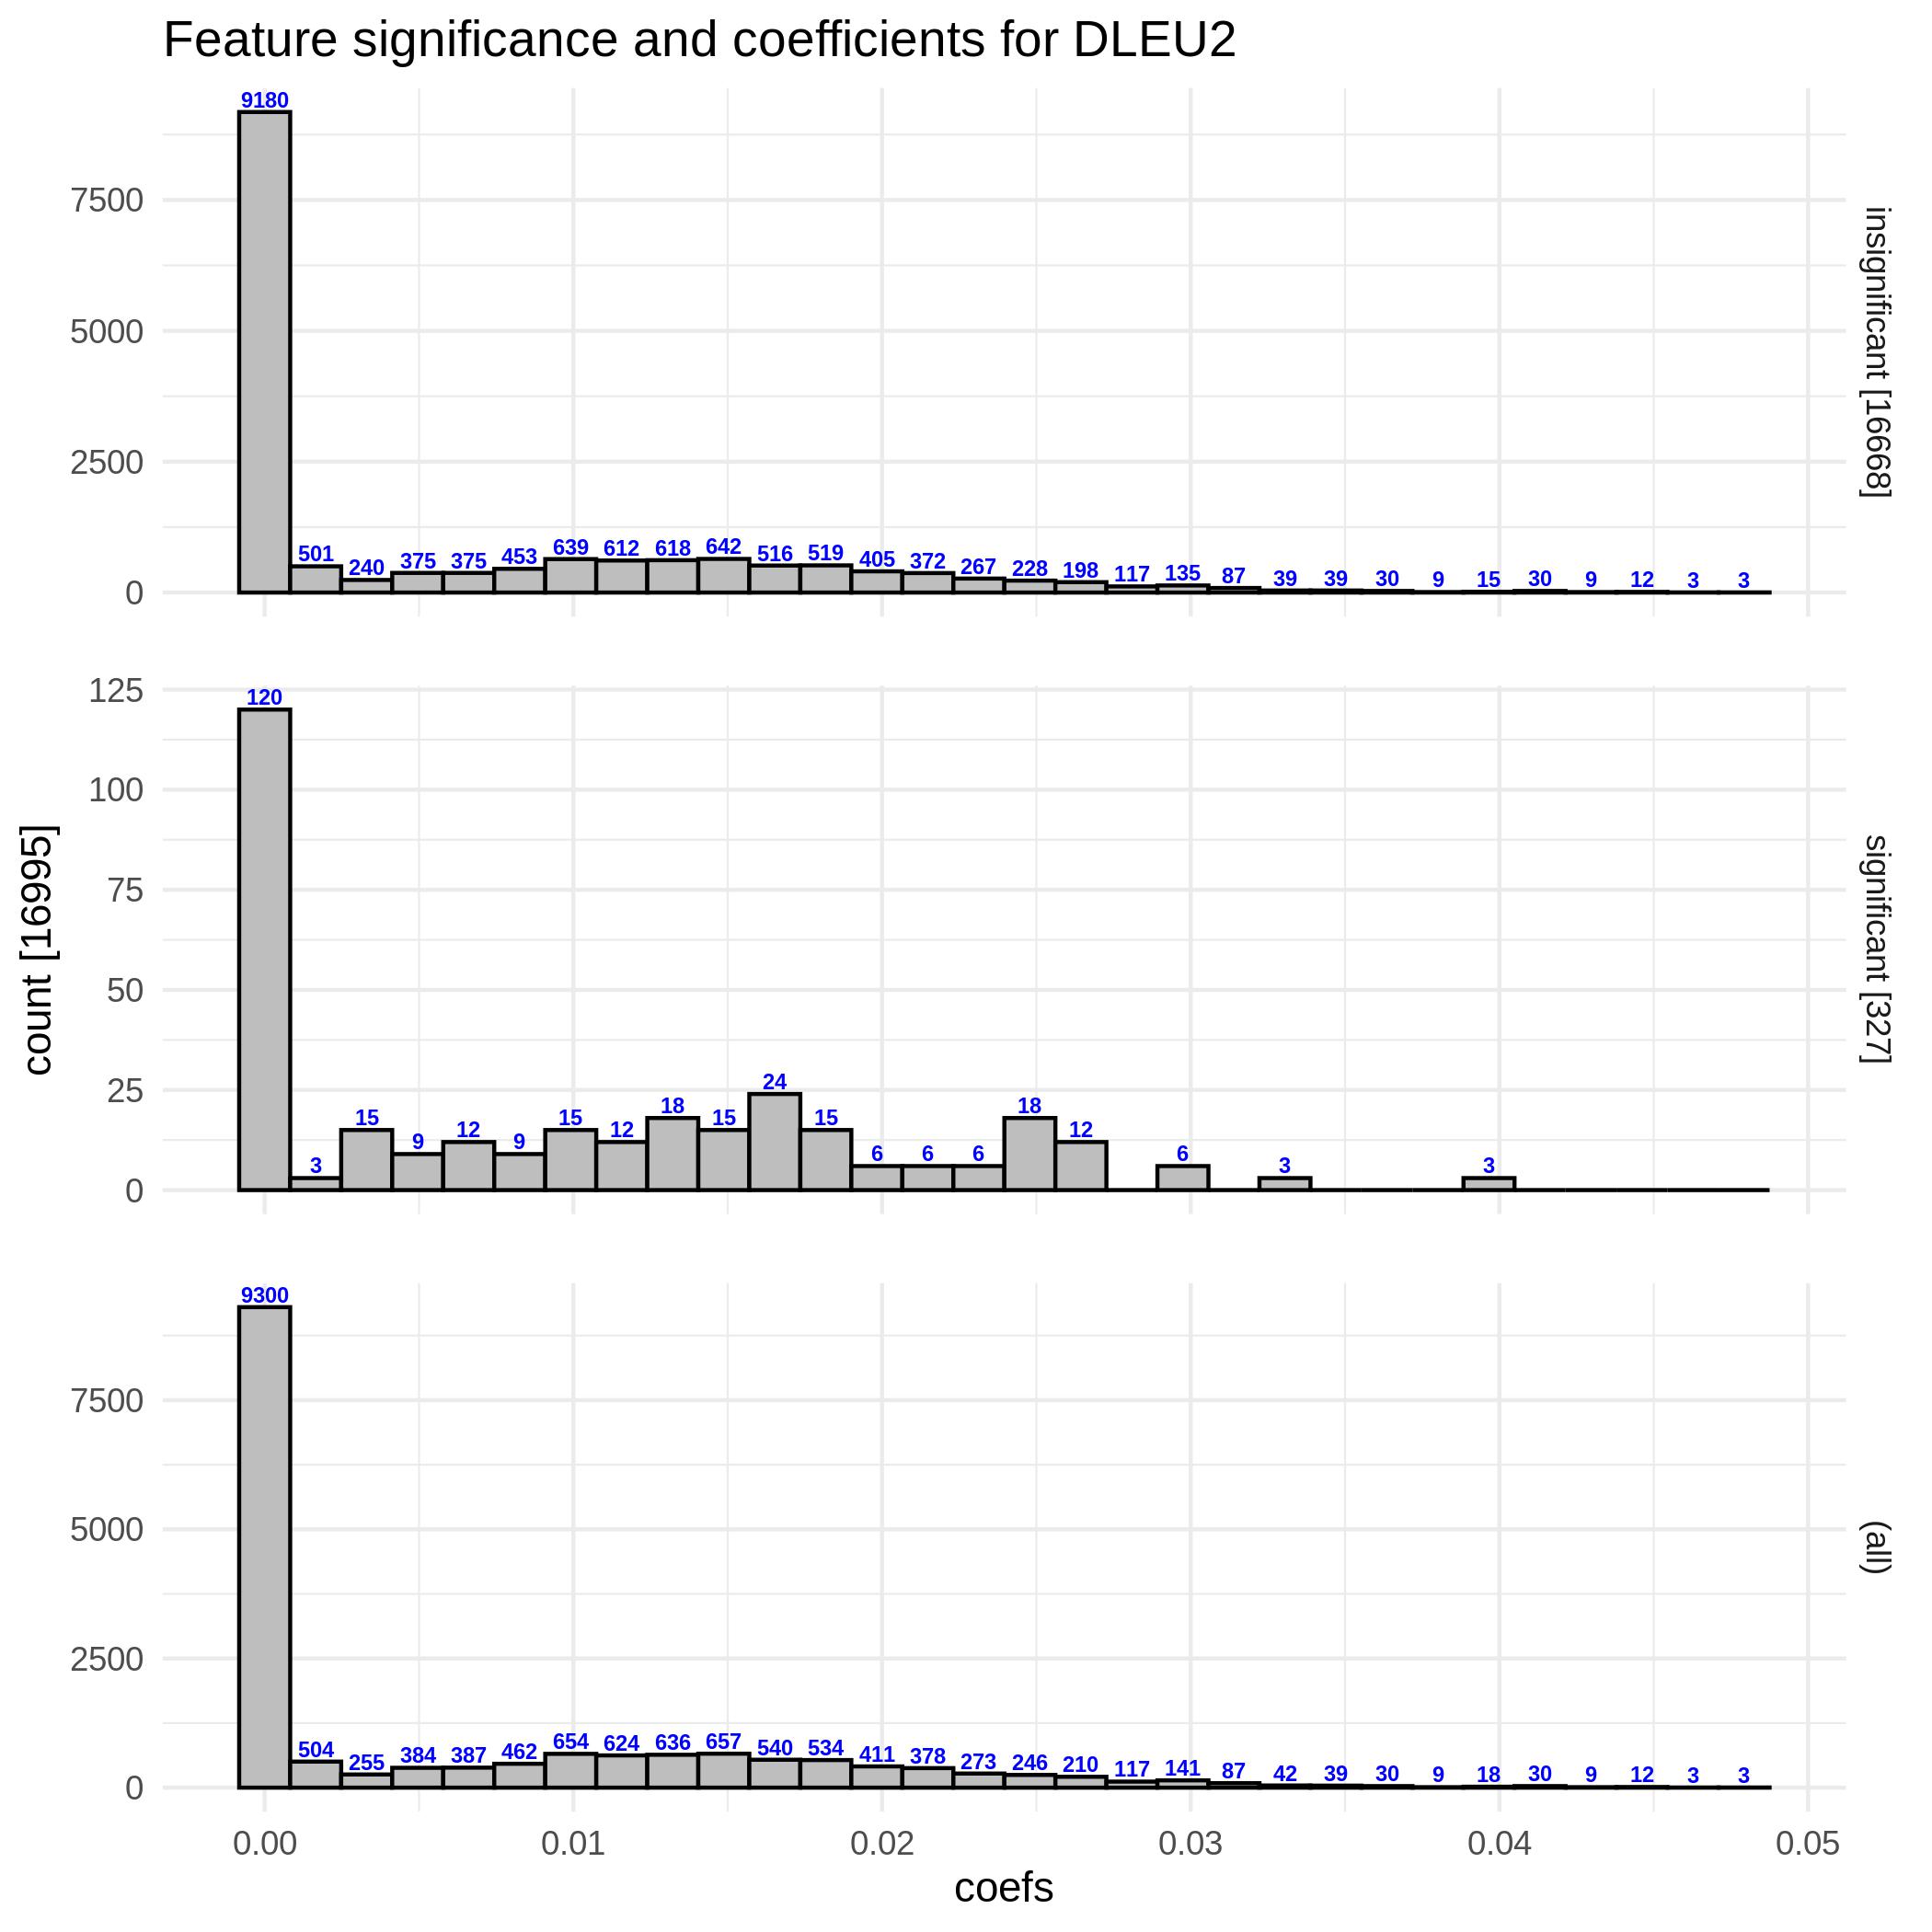 Feature significance and coefficients for DLEU2
9180
501 240 375 375 453 639 612 618 642 516 519 405 372 267 228 198 117 135 87 39 39 30 9 15 30 9 12 3 3
7500
5000
2500
0
insignificant [16668]
120
3 15 9 12 9 15 12 18 15 24 15 6 6 6 18 12 6 3 3
125
100
75
50
25
0
significant [327]
count [16995]
9300
504 255 384 387 462 654 624 636 657 540 534 411 378 273 246 210 117 141 87 42 39 30 9 18 30 9 12 3 3
7500
5000
2500
0
(all)
0.00 0.01 0.02 0.03 0.04 0.05
coefs